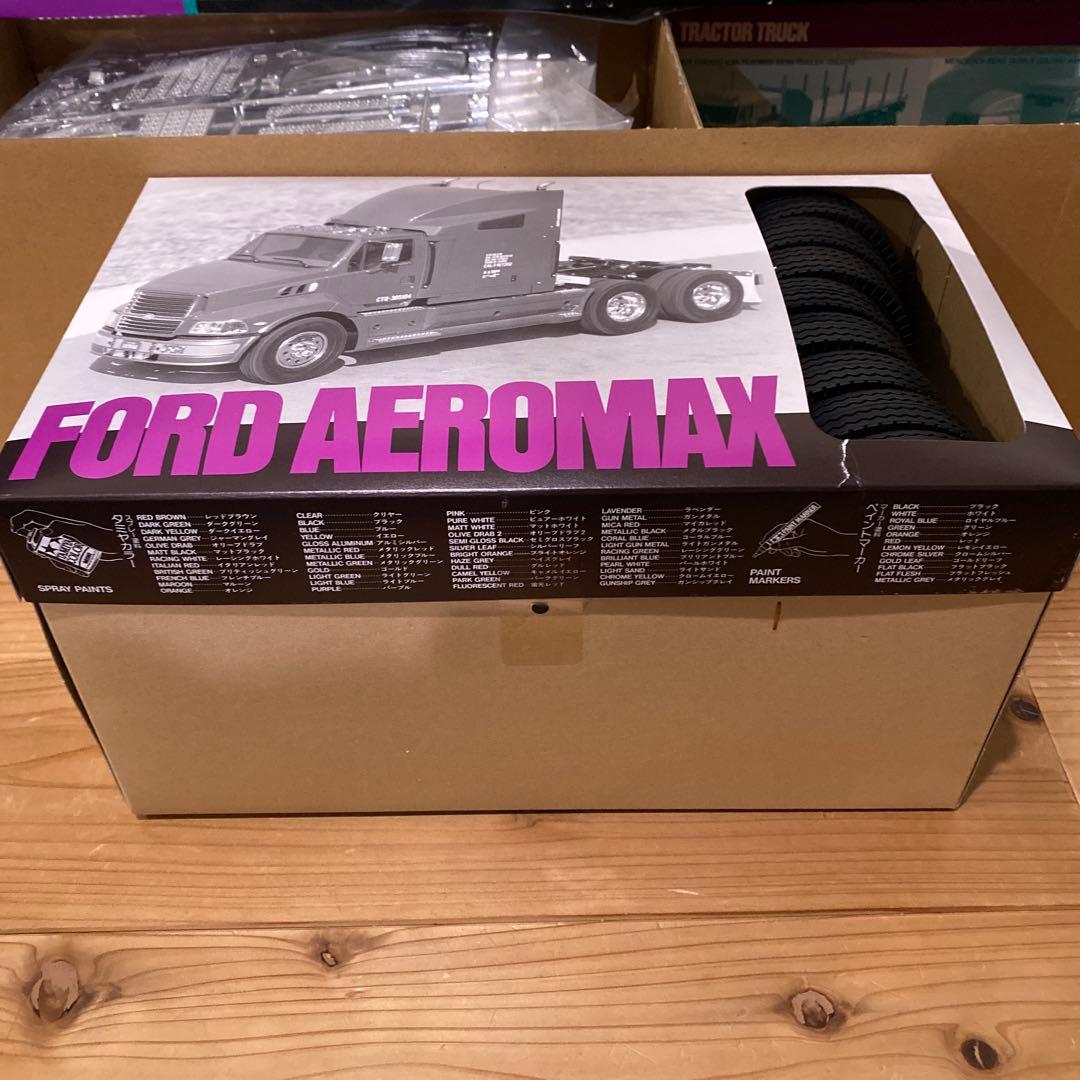 TRACTOR TRUCK
CTR-305104
FORD AEROMAX
タミヤカラー
スプレー塗料
SPRAY PAINTS
RED BROWN レッドブラウン
DARK GREEN ダークグリーン
DARK YELLOW ダークイエロー
GERMAN GREY ジャーマングレイ
OLIVE DRAB オリーブドラブ
MATT BLACK マットブラック
RACING WHITE レーシングホワイト
ITALIAN RED イタリアンレッド
BRITISH GREEN ブリティッシュグリーン
FRENCH BLUE フレンチブルー
MAROON マルーン
ORANGE オレンジ
CLEAR クリヤー
BLACK ブラック
BLUE ブルー
YELLOW イエロー
GLOSS ALUMINUM アルミシルバー
METALLIC RED メタリックレッド
METALLIC BLUE メタリックブルー
METALLIC GREEN メタリックグリーン
GOLD ゴールド
LIGHT GREEN ライトグリーン
LIGHT BLUE ライトブルー
PURPLE パープル
PINK ピンク
PURE WHITE ピュアーホワイト
MATT WHITE マットホワイト
OLIVE DRAB 2 オリーブドラブ2
SEMI GLOSS BLACK セミグロスブラック
SILVER LEAF シルバーリーフ
BRIGHT ORANGE ブライトオレンジ
HAZE GREY
DULL RED ダルレッド
CAMEL YELLOW キャメルイエロー
PARK GREEN パークグリーン
FLUORESCENT RED 蛍光レッド
LAVENDER ラベンダー
GUN METAL ガンメタル
MICA RED マイカレッド
METALLIC BLACK メタルブラック
CORAL BLUE コーラルブルー
LIGHT GUN METAL ライトガンメタル
RACING GREEN レーシンググリーン
BRILLIANT BLUE ブリリアントブルー
PEARL WHITE パールホワイト
LIGHT SAND ライトサンド
CHROME YELLOW クロームイエロー
GUNSHIP GREY ガンシップグレイ
PAINT
MARKERS
ペイントマーカー
BLACK ブラック
WHITE ホワイト
ROYAL BLUE ロイヤルブルー
GREEN グリーン
ORANGE オレンジ
RED レッド
LEMON YELLOW レモンイエロー
CHROME SILVER クロームシルバー
GOLD LEAF ゴールドリーフ
FLAT BLACK フラットブラック
FLAT FLESH フラットフレッシュ
METALLIC GREY メタリックグレイ